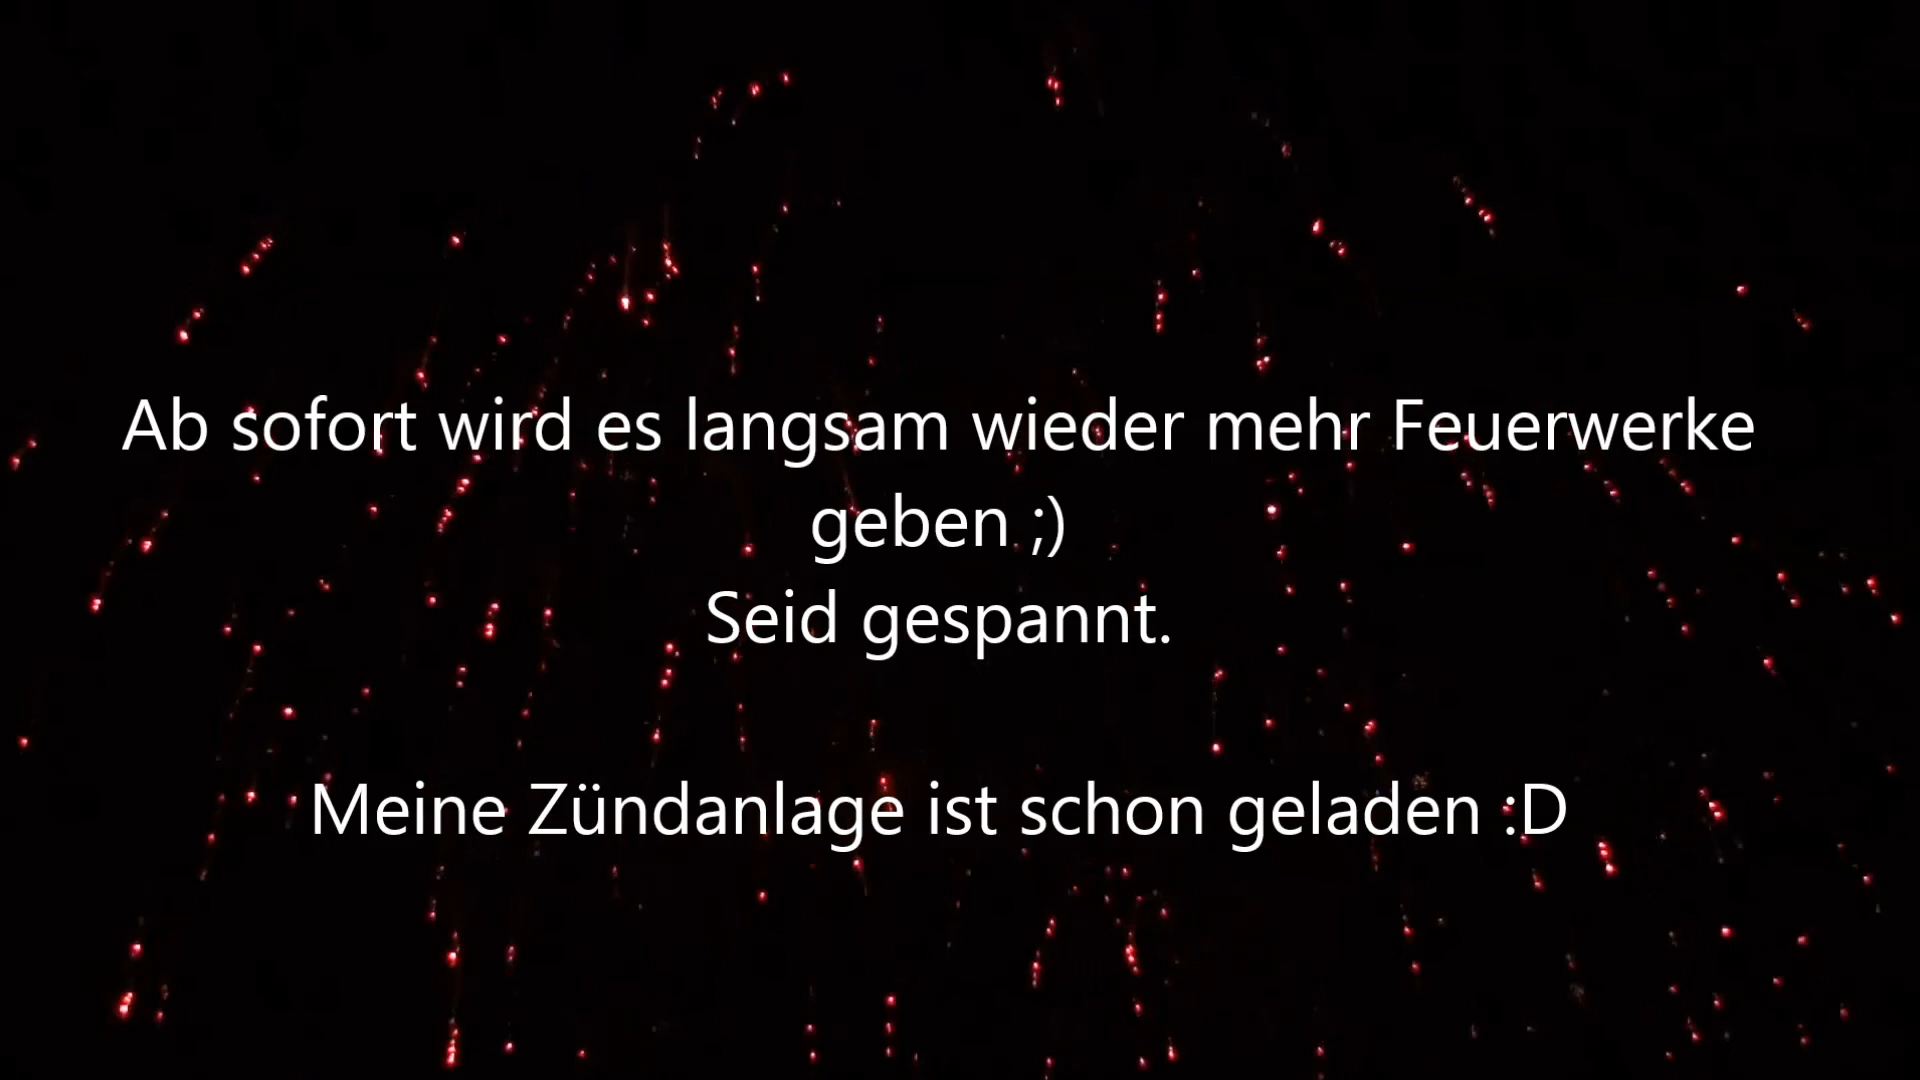 Ab sofort wird es langsam wieder mehr Feuerwerke
geben ;)
Seid gespannt.
Meine Zündanlage ist schon geladen :D